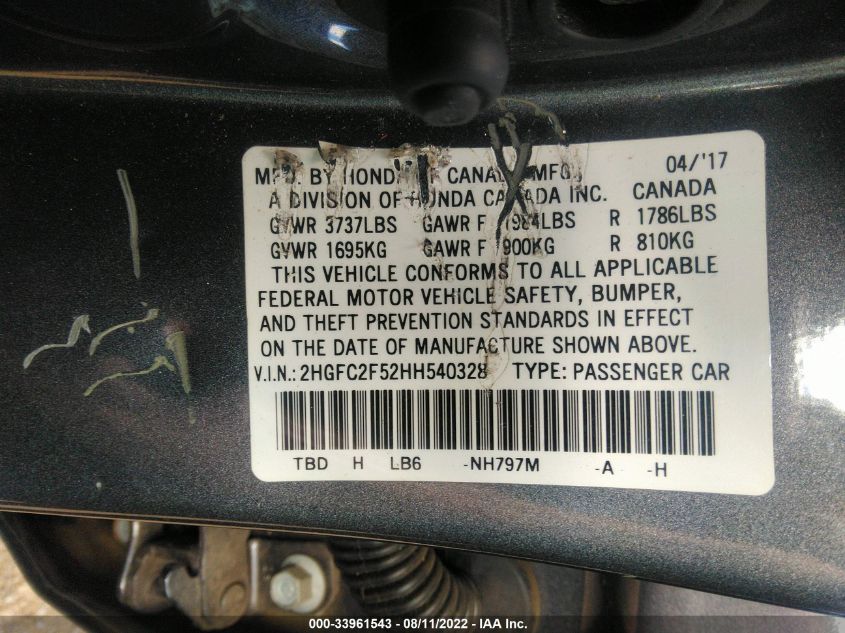 MFD. BY HONDA OF CANADA MFG. 04/'17
A DIVISION OF HONDA CANADA INC. CANADA
GVWR 3737LBS GAWR F 1984LBS R 1786LBS
GVWR 1695KG GAWR F 900KG R 810KG
THIS VEHICLE CONFORMS TO ALL APPLICABLE
FEDERAL MOTOR VEHICLE SAFETY, BUMPER,
AND THEFT PREVENTION STANDARDS IN EFFECT
ON THE DATE OF MANUFACTURE SHOWN ABOVE.
V.I.N.: 2HGFC2F52HH540328 TYPE: PASSENGER CAR
TBD H LB6 -NH797M -A -H
000-33961543 - 08/11/2022 - IAA Inc.